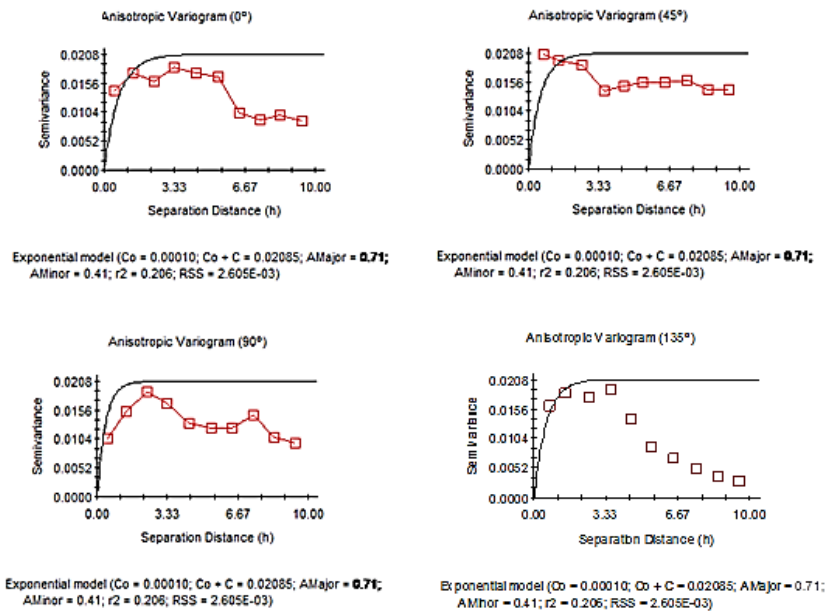 Anisotropic Variogram (0º)
0.0208
0.0156
0.0104
0.0052
0.0000
Semivariance
0.00 3.33 6.67 10.00
Separation Distance (h)
Exponential model (Co = 0.00010; Co + C = 0.02085; AMajor = 0.71;
AMinor = 0.41; r2 = 0.206; RSS = 2.605E-03)
Anisotropic Variogram (45º)
0.0208
0.0156
0.0104
0.0052
0.0000
Semivariance
0.00 3.33 6.67 10.00
Separation Distance (h)
Exponential model (Co = 0.00010; Co + C = 0.02085; AMajor = 0.71;
AMinor = 0.41; r2 = 0.206; RSS = 2.605E-03)
Anisotropic Variogram (90º)
0.0208
0.0156
0.0104
0.0052
0.0000
Semivariance
0.00 3.33 6.67 10.00
Separation Distance (h)
Exponential model (Co = 0.00010; Co + C = 0.02085; AMajor = 0.71;
AMinor = 0.41; r2 = 0.206; RSS = 2.605E-03)
Anisotropic Variogram (135º)
0.0208
0.0156
0.0104
0.0052
0.0000
Semivariance
0.00 3.33 6.67 10.00
Separation Distance (h)
Exponential model (Co = 0.00010; Co + C = 0.02085; AMajor = 0.71;
AMinor = 0.41; r2 = 0.206; RSS = 2.605E-03)